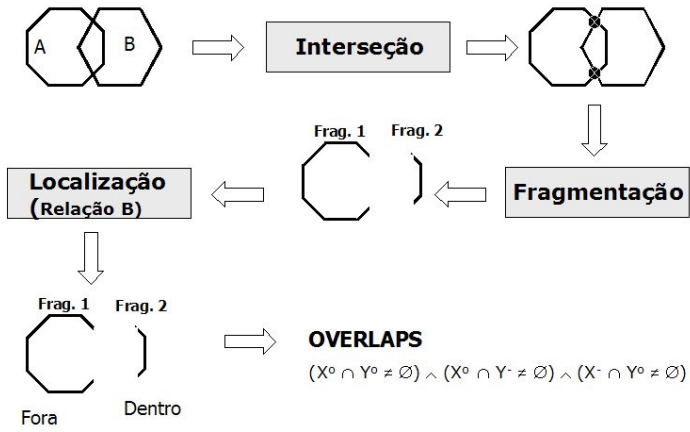 A
B
Interseção
Frag. 1
Frag. 2
Localização
(Relação B)
Fragmentação
Frag. 1
Frag. 2
OVERLAPS
(Xº ∩ Yº ≠ ∅) ∧ (Xº ∩ Y⁻ ≠ ∅) ∧ (X⁻ ∩ Yº ≠ ∅)
Fora
Dentro